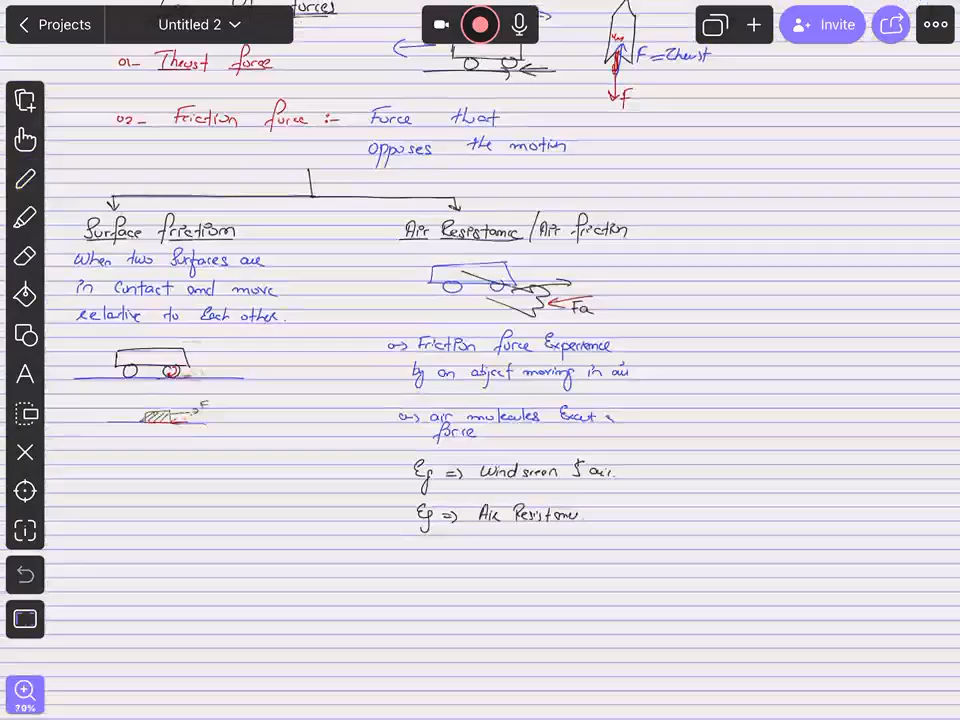 Projects
Untitled 2
Invite
forces
01- Thrust force
F = Thrust
F
02- Friction force :- Force that
opposes the motion
Surface friction
When two surfaces are
in contact and move
relative to each other.
F
Air Resistance / Air friction
Fa
=> Friction force Experience
by an object moving in air
=> air molecules Exert a
force
Eg => Windscreen & air.
Eg => Air Resistance
79%